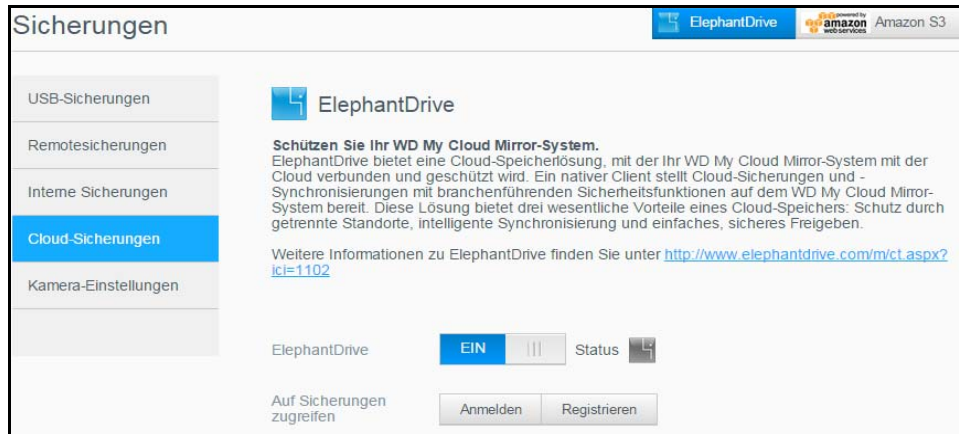 Sicherungen
ElephantDrive
powered by
amazon
web services
Amazon S3
USB-Sicherungen
Remotesicherungen
Interne Sicherungen
Cloud-Sicherungen
Kamera-Einstellungen
ElephantDrive
Schützen Sie Ihr WD My Cloud Mirror-System.
ElephantDrive bietet eine Cloud-Speicherlösung, mit der Ihr WD My Cloud Mirror-System mit der
Cloud verbunden und geschützt wird. Ein nativer Client stellt Cloud-Sicherungen und -
Synchronisierungen mit branchenführenden Sicherheitsfunktionen auf dem WD My Cloud Mirror-
System bereit. Diese Lösung bietet drei wesentliche Vorteile eines Cloud-Speichers: Schutz durch
getrennte Standorte, intelligente Synchronisierung und einfaches, sicheres Freigeben.
Weitere Informationen zu ElephantDrive finden Sie unter http://www.elephantdrive.com/m/ct.aspx?
ici=1102
ElephantDrive EIN Status
Auf Sicherungen
zugreifen
Anmelden Registrieren